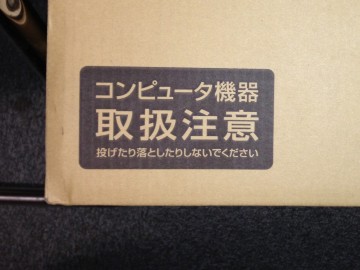 コンピュータ機器
取扱注意
投げたり落としたりしないでください